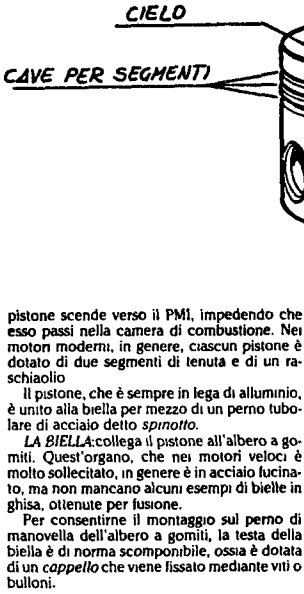 CIELO
CAVE PER SEGMENTI
pistone scende verso il PMI, impedendo che
esso passi nella camera di combustione. Nei
motori moderni, in genere, ciascun pistone è
dotato di due segmenti di tenuta e di un ra-
schiaolio
Il pistone, che è sempre in lega di alluminio,
è unito alla biella per mezzo di un perno tubo-
lare di acciaio detto spinotto.
LA BIELLA:collega il pistone all'albero a go-
miti. Quest'organo, che nei motori veloci è
molto sollecitato, in genere è in acciaio fucina-
to, ma non mancano alcuni esempi di bielle in
ghisa, ottenute per fusione.
Per consentirne il montaggio sul perno di
manovella dell'albero a gomiti, la testa della
biella è di norma scomponibile, ossia è dotata
di un cappello che viene fissato mediante viti o
bulloni.